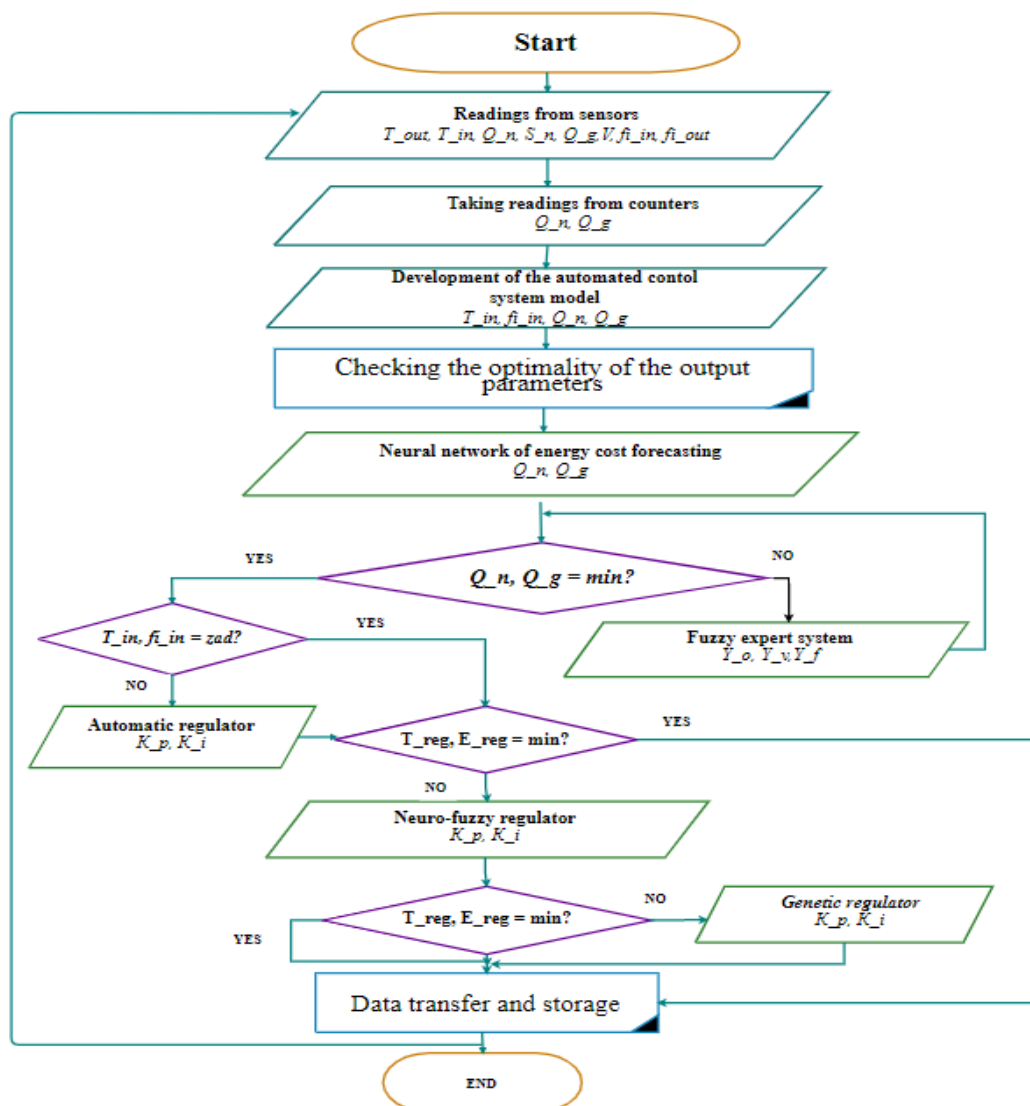 Start
Readings from sensors
T_out, T_in, Q_n, S_n, Q_g,V, fi_in, fi_out
Taking readings from counters
Q_n, Q_g
Development of the automated contol
system model
T_in, fi_in, Q_n, Q_g
Checking the optimality of the output
parameters
Neural network of energy cost forecasting
Q_n, Q_g
YES
NO
Q_n, Q_g = min?
T_in, fi_in = zad?
YES
Fuzzy expert system
Y_o, Y_v,Y_f
NO
Automatic regulator
K_p, K_i
T_reg, E_reg = min?
YES
NO
Neuro-fuzzy regulator
K_p, K_i
T_reg, E_reg = min?
NO
Genetic regulator
K_p, K_i
YES
Data transfer and storage
END